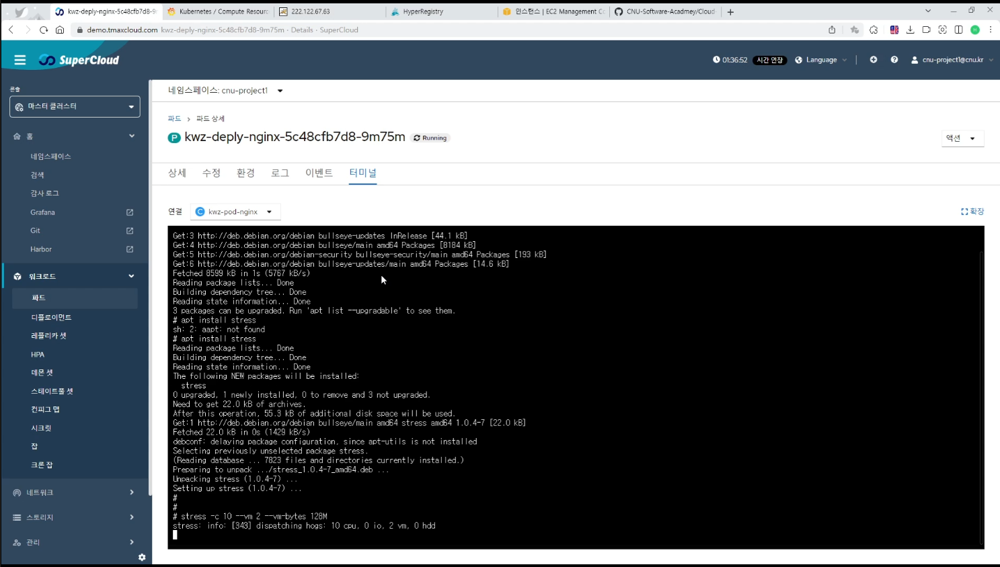 kwz-deply-nginx-5c48cfb7d8-9m
Kubernetes / Compute Resourc
222.122.67.63
HyperRegistry
인스턴스 | EC2 Management Co
CNU-Software-Acadmey/Cloud
demo.tmaxcloud.com kwz-deply-nginx-5c48cfb7d8-9m75m · Details · SuperCloud
SuperCloud
01:36:52 시간 연장 Language cnu-project1@cnu.kr
콘솔
마스터 클러스터
홈
네임스페이스
검색
감사 로그
Grafana
Git
Harbor
워크로드
파드
디플로이먼트
레플리카 셋
HPA
데몬 셋
스테이트풀 셋
컨피그 맵
시크릿
잡
크론 잡
네트워크
스토리지
관리
네임스페이스: cnu-project1
파드 > 파드 상세
P kwz-deply-nginx-5c48cfb7d8-9m75m Running
액션
상세 수정 환경 로그 이벤트 터미널
연결 C kwz-pod-nginx
확장
Get:3 http://deb.debian.org/debian bullseye-updates InRelease [44.1 kB]
Get:4 http://deb.debian.org/debian bullseye/main amd64 Packages [8184 kB]
Get:5 http://deb.debian.org/debian-security bullseye-security/main amd64 Packages [193 kB]
Get:6 http://deb.debian.org/debian bullseye-updates/main amd64 Packages [14.6 kB]
Fetched 8599 kB in 1s (5767 kB/s)
Reading package lists... Done
Building dependency tree... Done
Reading state information... Done
3 packages can be upgraded. Run 'apt list --upgradable' to see them.
# apt install stress
sh: 2: aapt: not found
# apt install stress
Reading package lists... Done
Building dependency tree... Done
Reading state information... Done
The following NEW packages will be installed:
stress
0 upgraded, 1 newly installed, 0 to remove and 3 not upgraded.
Need to get 22.0 kB of archives.
After this operation, 55.3 kB of additional disk space will be used.
Get:1 http://deb.debian.org/debian bullseye/main amd64 stress amd64 1.0.4-7 [22.0 kB]
Fetched 22.0 kB in 0s (1429 kB/s)
debconf: delaying package configuration, since apt-utils is not installed
Selecting previously unselected package stress.
(Reading database ... 7823 files and directories currently installed.)
Preparing to unpack .../stress_1.0.4-7_amd64.deb ...
Unpacking stress (1.0.4-7) ...
Setting up stress (1.0.4-7) ...
#
#
# stress -c 10 --vm 2 --vm-bytes 128M
stress: info: [343] dispatching hogs: 10 cpu, 0 io, 2 vm, 0 hdd